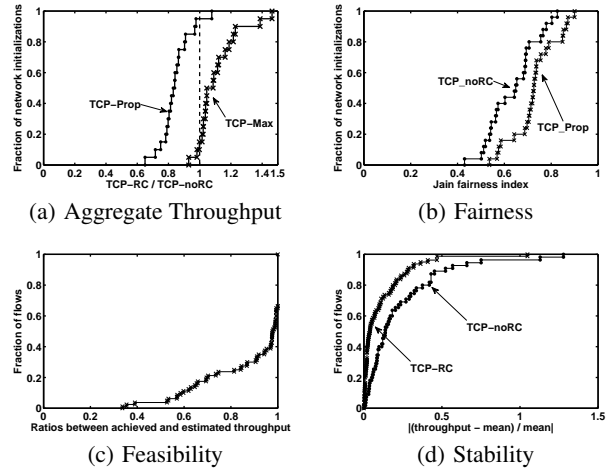 Fraction of network initializations
1
0.8
0.6
0.4
0.2
0
TCP-Prop
TCP-Max
0 0.2 0.4 0.6 0.8 1 1.2 1.4 1.5
TCP-RC / TCP-noRC
(a) Aggregate Throughput
Fraction of network initializations
1
0.8
0.6
0.4
0.2
0
TCP_noRC
TCP_Prop
0 0.2 0.4 0.6 0.8 1
Jain fairness index
(b) Fairness
Fraction of flows
1
0.8
0.6
0.4
0.2
0
0 0.2 0.4 0.6 0.8 1
Ratios between achieved and estimated throughput
(c) Feasibility
Fraction of flows
1
0.8
0.6
0.4
0.2
0
TCP-noRC
TCP-RC
0 0.5 1 1.5
|(throughput - mean) / mean|
(d) Stability